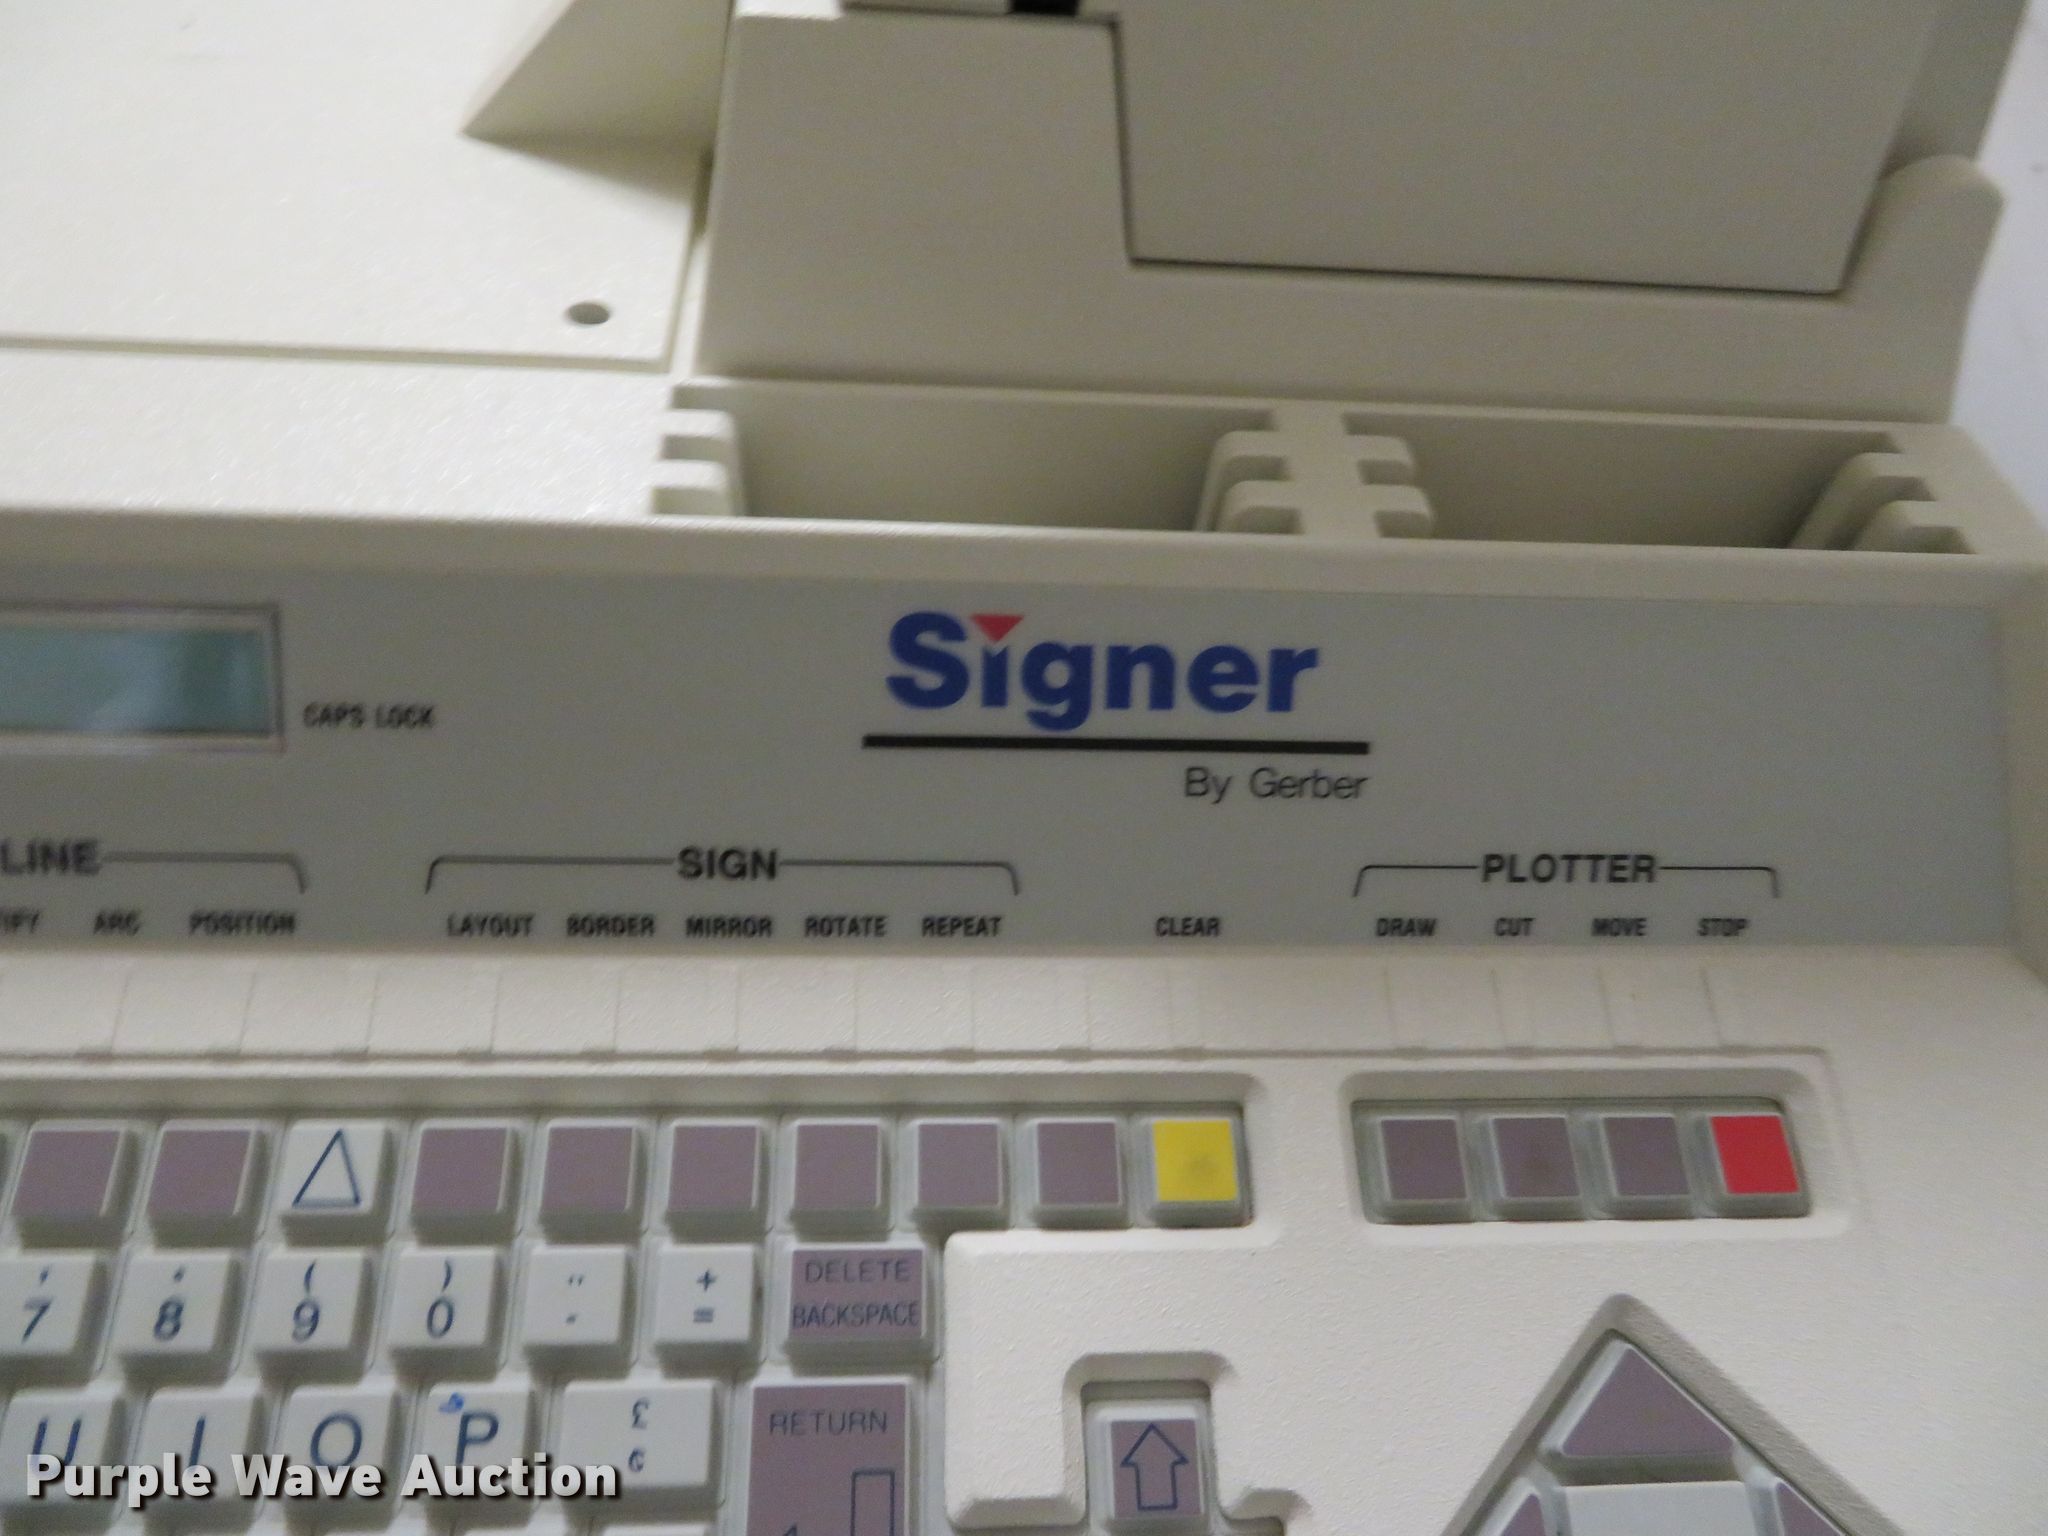 Signer
By Gerber
CAPS LOCK
LINE SIGN PLOTTER
ARC POSITION LAYOUT BORDER MIRROR ROTATE REPEAT CLEAR DRAW CUT MOVE STOP
' ( ) " + DELETE
7 8 9 0 - = BACKSPACE
U I O P £ RETURN
Purple Wave Auction